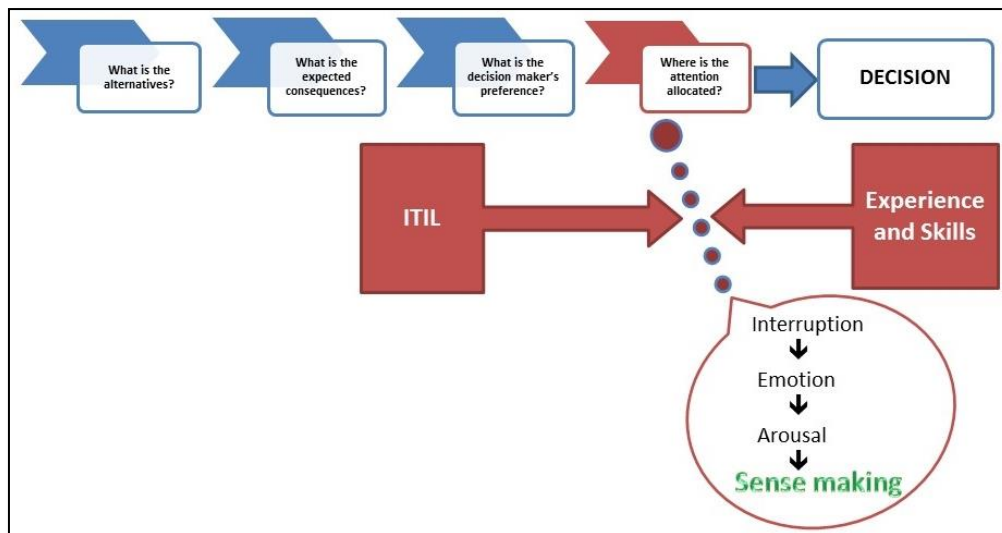 What is the
alternatives?
What is the
expected
consequences?
What is the
decision maker's
preference?
Where is the
attention
allocated?
DECISION
ITIL
Experience
and Skills
Interruption
Emotion
Arousal
Sense making